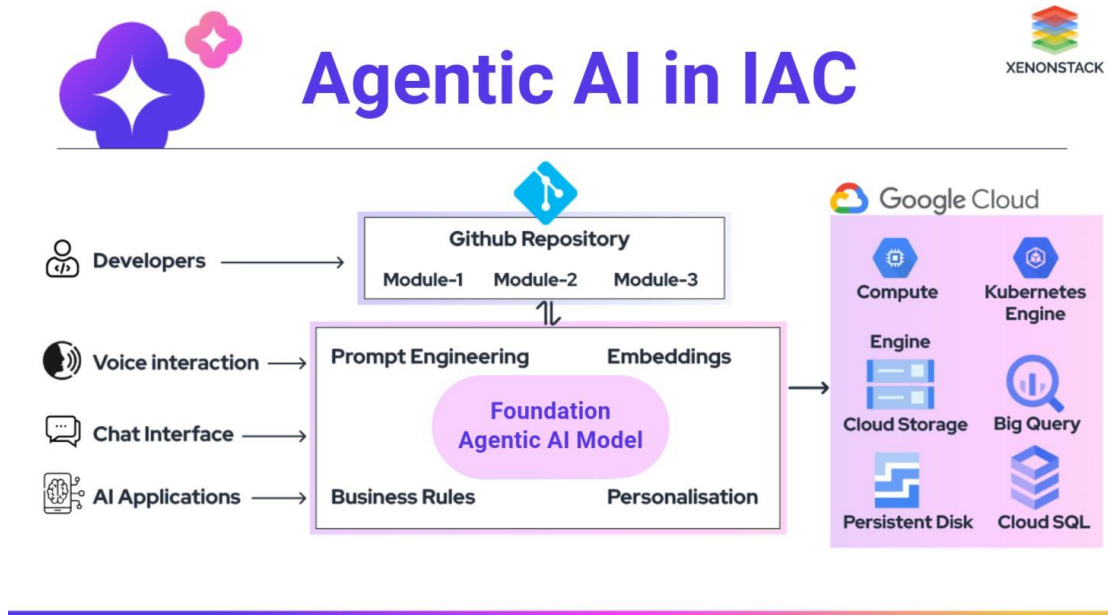 Agentic AI in IAC
XENONSTACK
Github Repository
Module-1 Module-2 Module-3
Developers
Voice interaction
Chat Interface
AI Applications
Prompt Engineering Embeddings
Foundation
Agentic AI Model
Business Rules Personalisation
Google Cloud
Compute
Kubernetes
Engine
Engine
Cloud Storage
Big Query
Persistent Disk
Cloud SQL